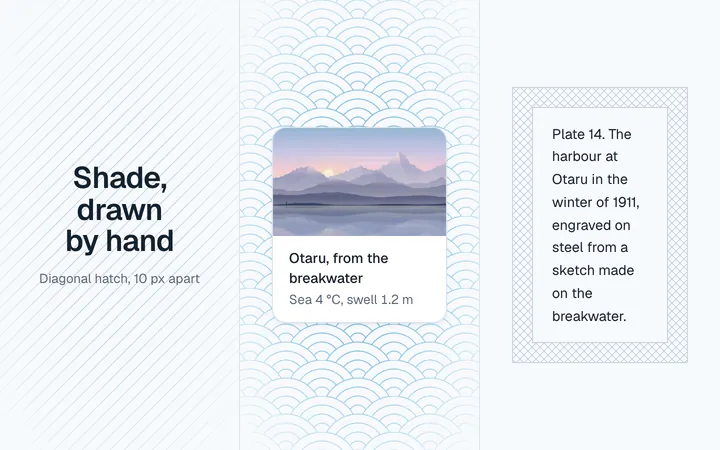 Shade,
drawn
by hand
Diagonal hatch, 10 px apart
Otaru, from the
breakwater
Sea 4 °C, swell 1.2 m
Plate 14. The
harbour at
Otaru in the
winter of 1911,
engraved on
steel from a
sketch made
on the
breakwater.